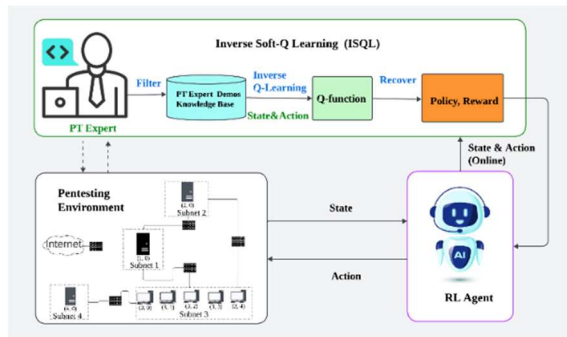 Inverse Soft-Q Learning (ISQL)
Filter
PT Expert Demos
Knowledge Base
Inverse
Q-Learning
State&Action
Q-function
Recover
Policy, Reward
PT Expert
State & Action
(Online)
Pentesting
Environment
Subnet 2
Internet
Subnet 1
Subnet 4
Subnet 3
State
Action
AI
RL Agent